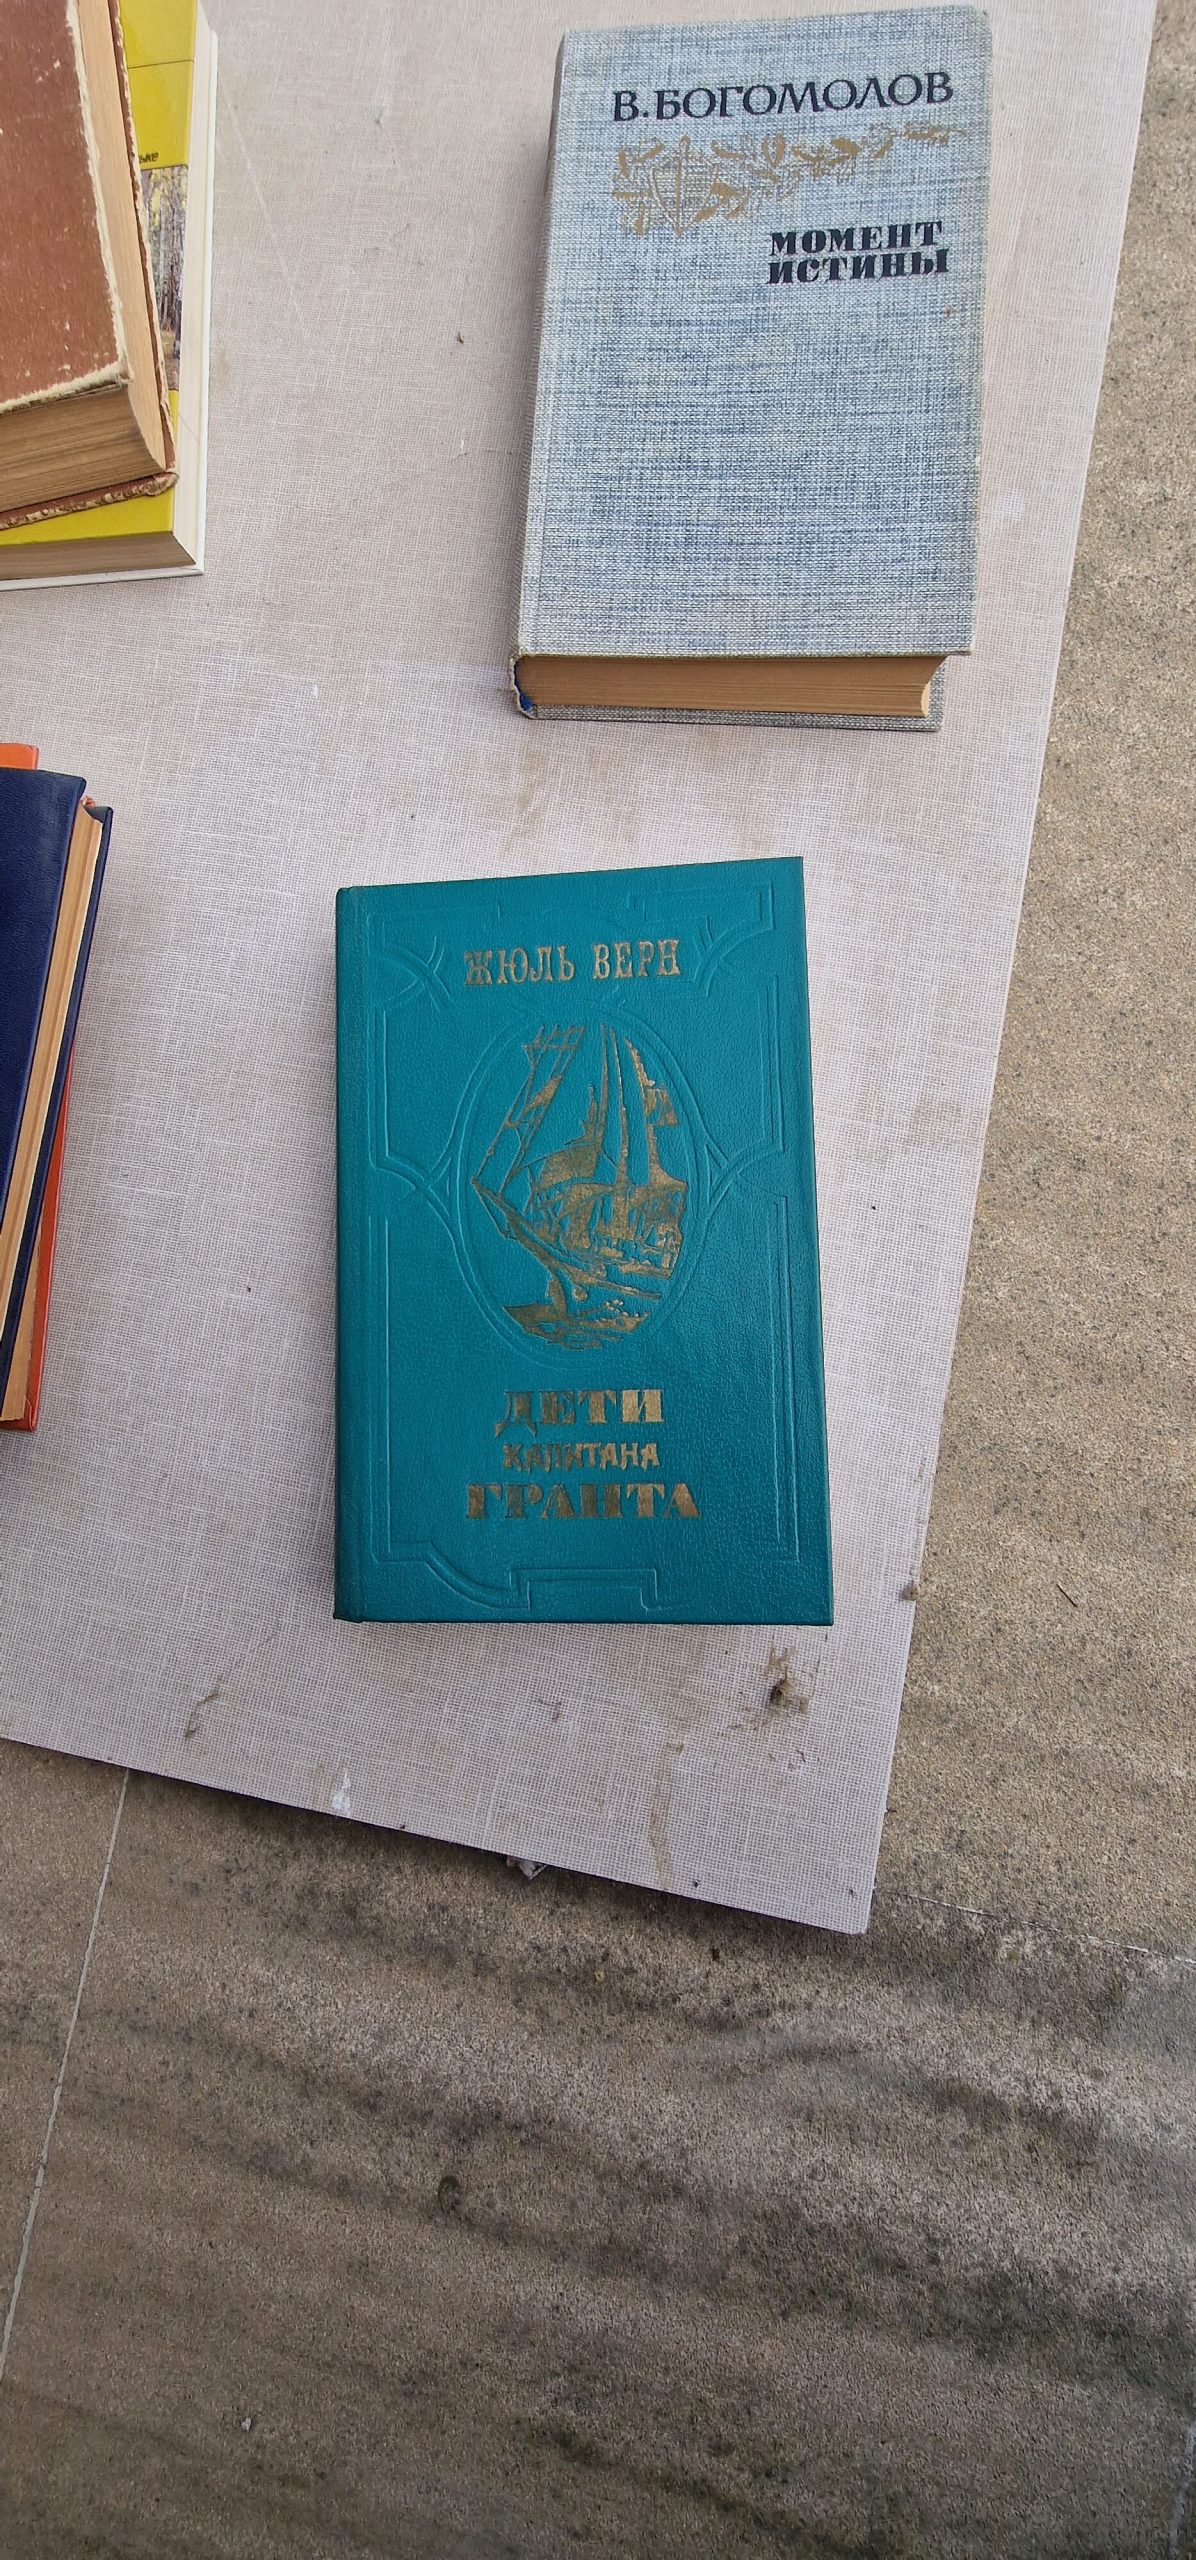 В. БОГОМОЛОВ
МОМЕНТ
ИСТИНЫ
ЖЮЛЬ ВЕРН
ДЕТИ
КАПИТАНА
ГРАНТА